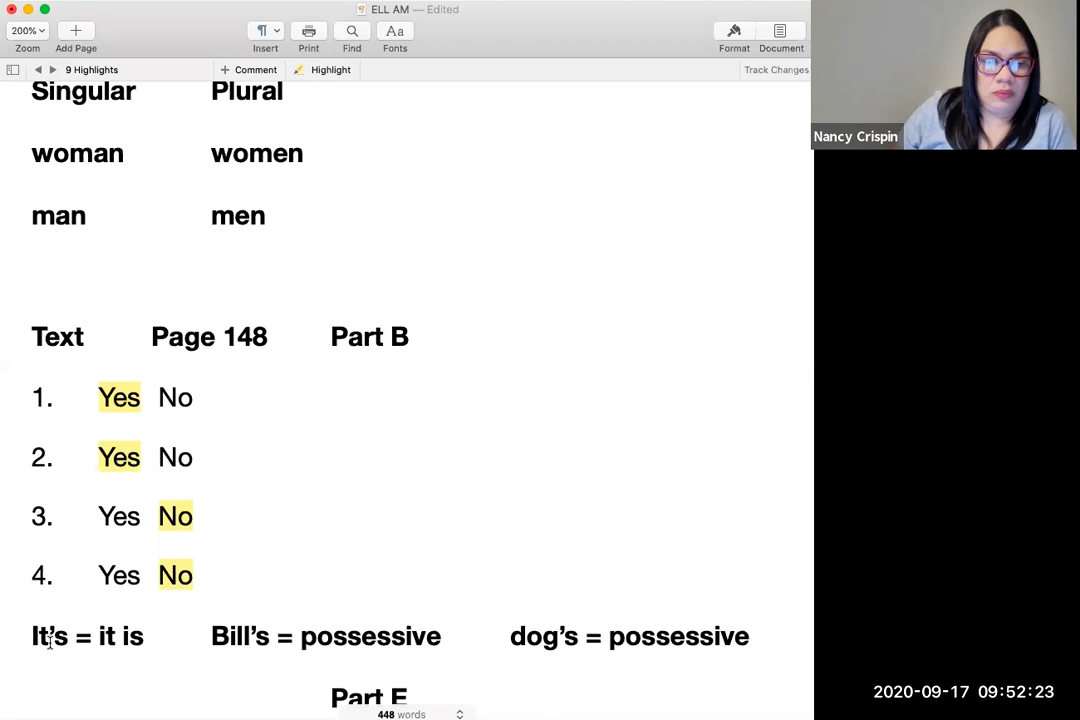 ELL AM — Edited
200%
Zoom Add Page Insert Print Find Fonts Format Document
9 Highlights Comment Highlight Track Changes
Singular Plural
woman women
man men
Text Page 148 Part B
1. Yes No
2. Yes No
3. Yes No
4. Yes No
It's = it is Bill's = possessive dog's = possessive
Part E
448 words
Nancy Crispin
2020-09-17 09:52:23